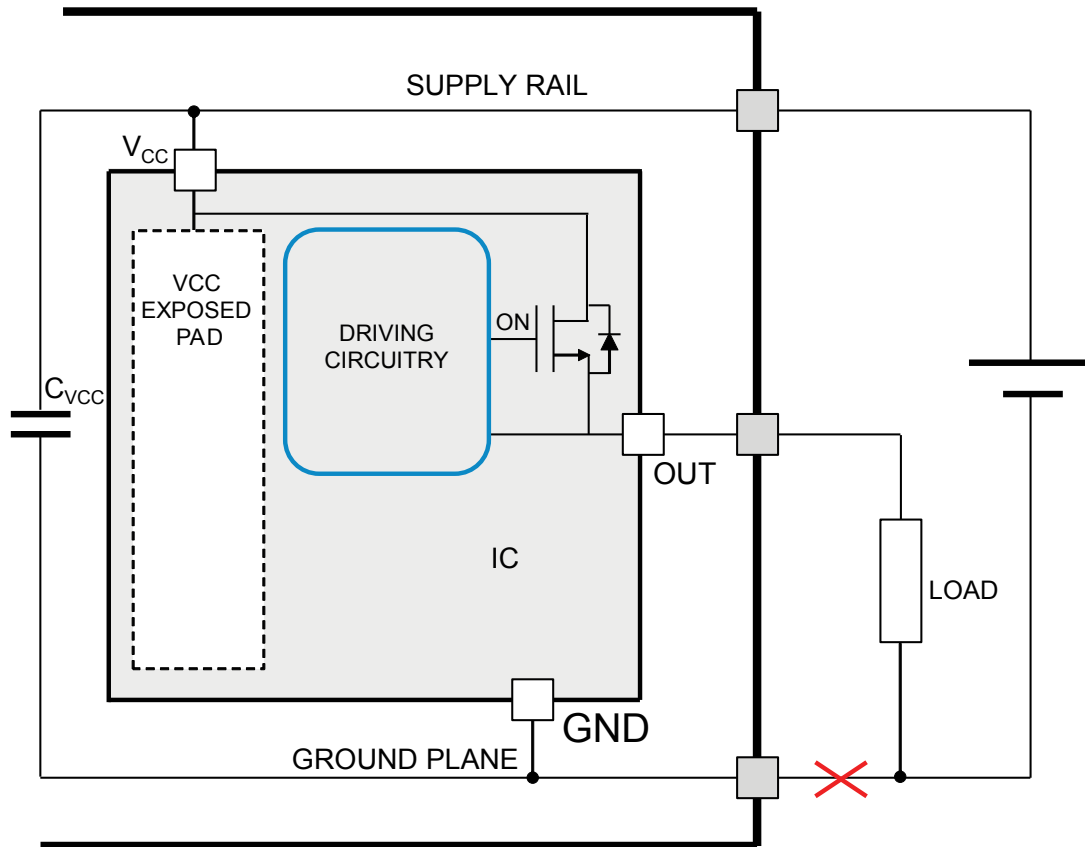 SUPPLY RAIL
VCC
VCC
EXPOSED
PAD
DRIVING
CIRCUITRY
ON
CVCC
OUT
IC
LOAD
GND
GROUND PLANE